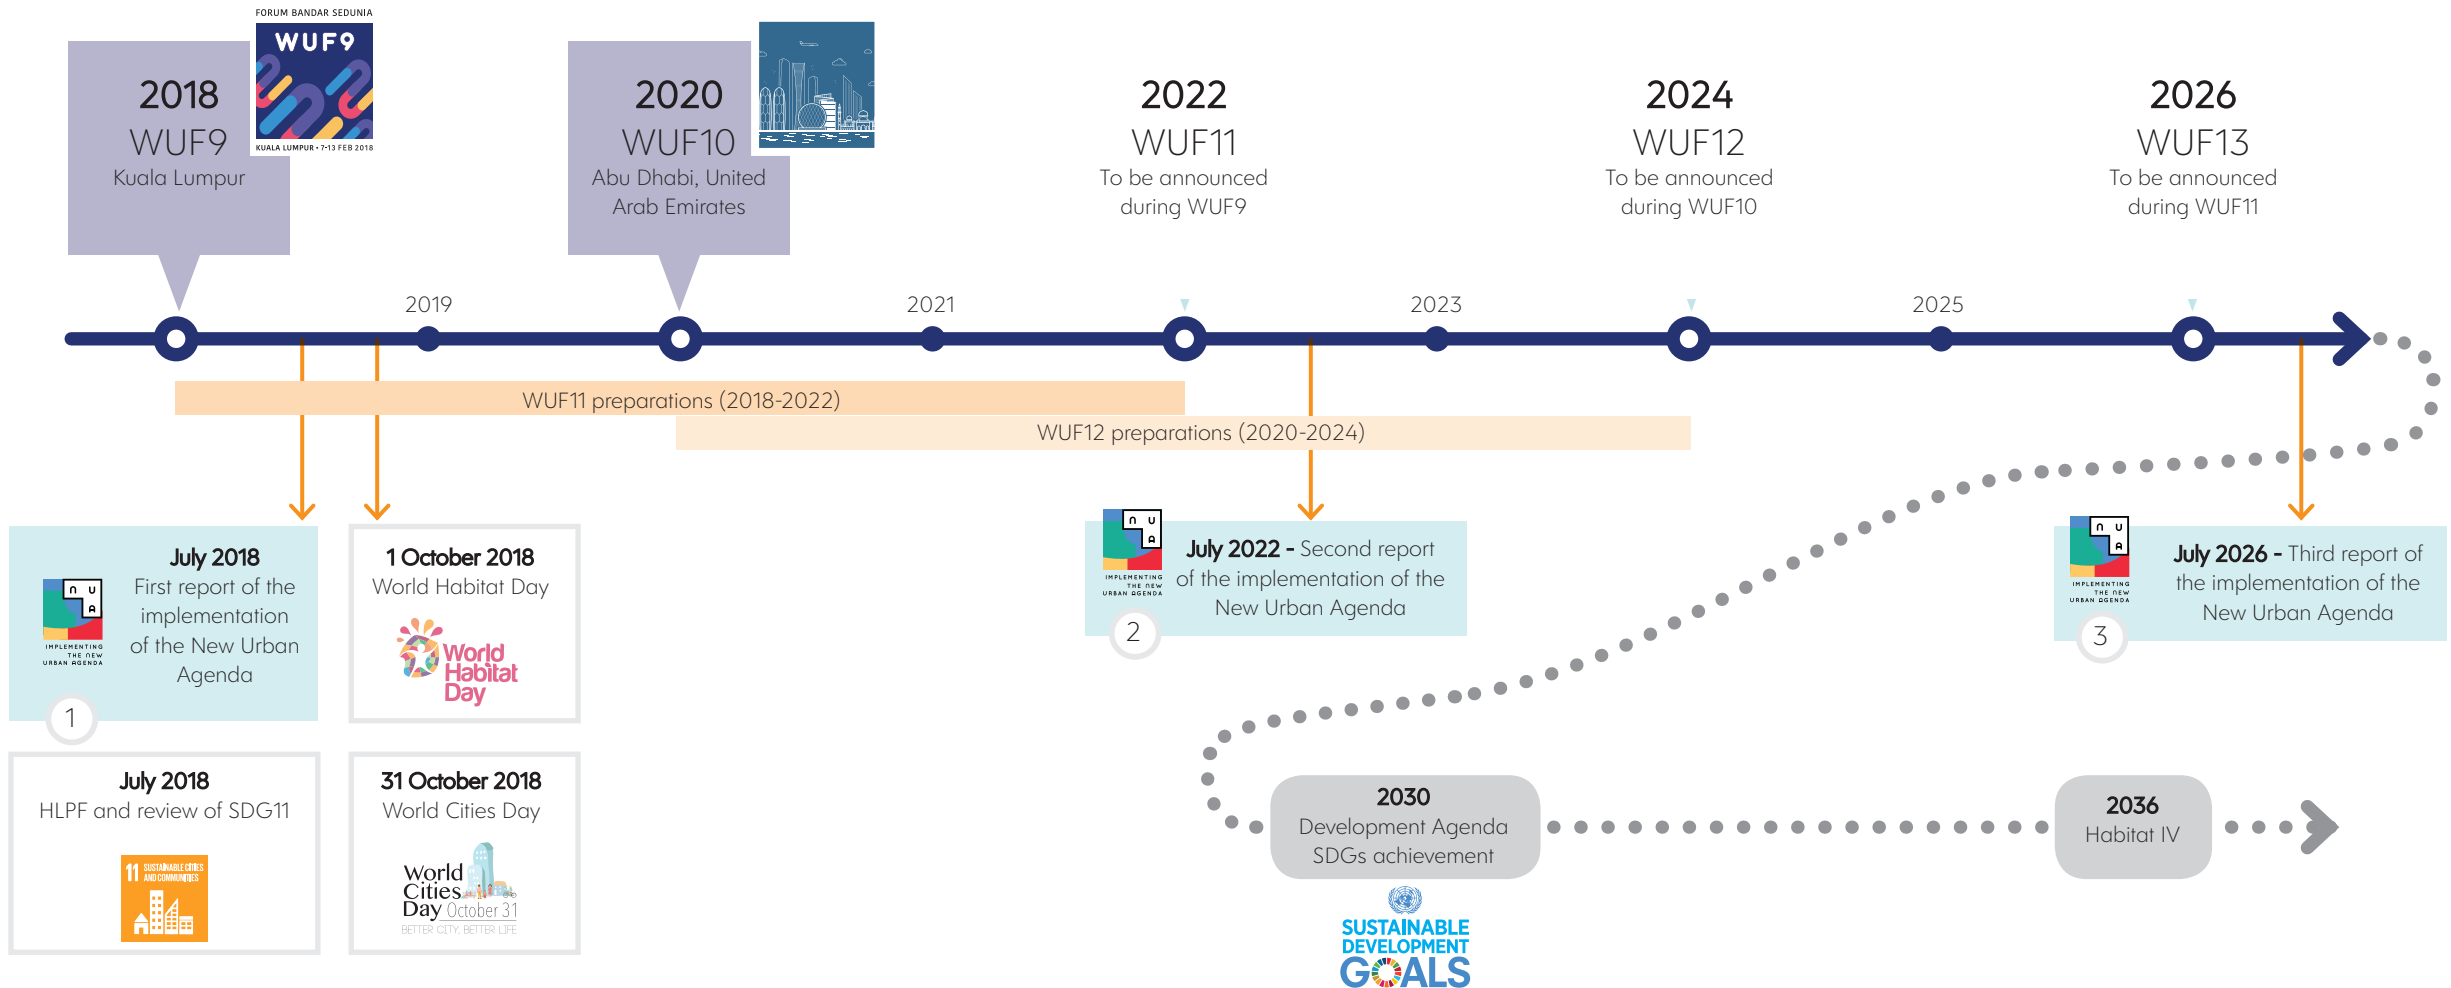 FORUM BANDAR SEDUNIA
WUF9
KUALA LUMPUR • 7-13 FEB 2018
2018
WUF9
Kuala Lumpur
2020
WUF10
Abu Dhabi, United
Arab Emirates
2022
WUF11
To be announced
during WUF9
2024
WUF12
To be announced
during WUF10
2026
WUF13
To be announced
during WUF11
2019
2021
2023
2025
WUF11 preparations (2018-2022)
WUF12 preparations (2020-2024)
July 2018
First report of the
implementation
of the New Urban
Agenda
N U
A
IMPLEMENTING
THE NEW
URBAN AGENDA
1
1 October 2018
World Habitat Day
World
Habitat
Day
N U
A
IMPLEMENTING
THE NEW
URBAN AGENDA
2
July 2022 - Second report
of the implementation of the
New Urban Agenda
N U
A
IMPLEMENTING
THE NEW
URBAN AGENDA
3
July 2026 - Third report of
the implementation of the
New Urban Agenda
July 2018
HLPF and review of SDG11
11 SUSTAINABLE CITIES
AND COMMUNITIES
31 October 2018
World Cities Day
World
Cities
Day October 31
BETTER CITY, BETTER LIFE
2030
Development Agenda
SDGs achievement
SUSTAINABLE
DEVELOPMENT
GOALS
2036
Habitat IV